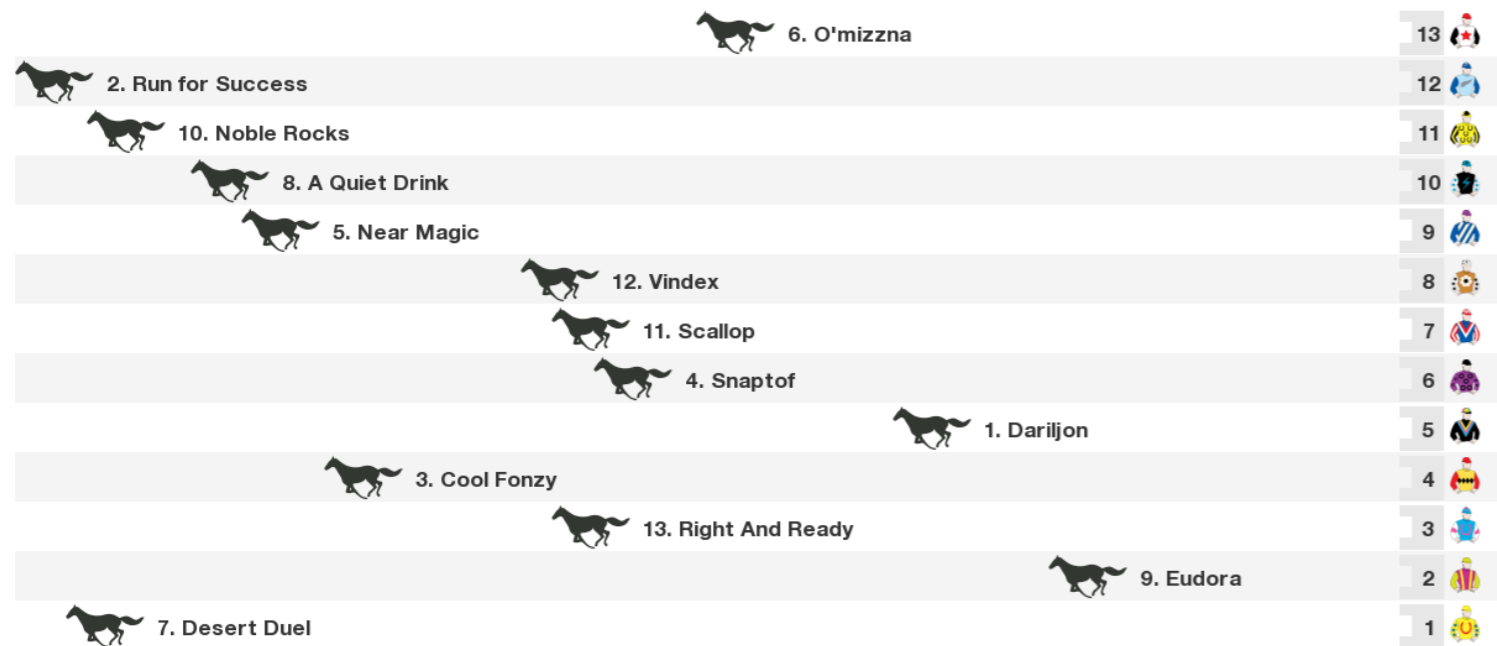 6. O'mizzna 13
2. Run for Success 12
10. Noble Rocks 11
8. A Quiet Drink 10
5. Near Magic 9
12. Vindex 8
11. Scallop 7
4. Snaptof 6
1. Dariljon 5
3. Cool Fonzy 4
13. Right And Ready 3
9. Eudora 2
7. Desert Duel 1